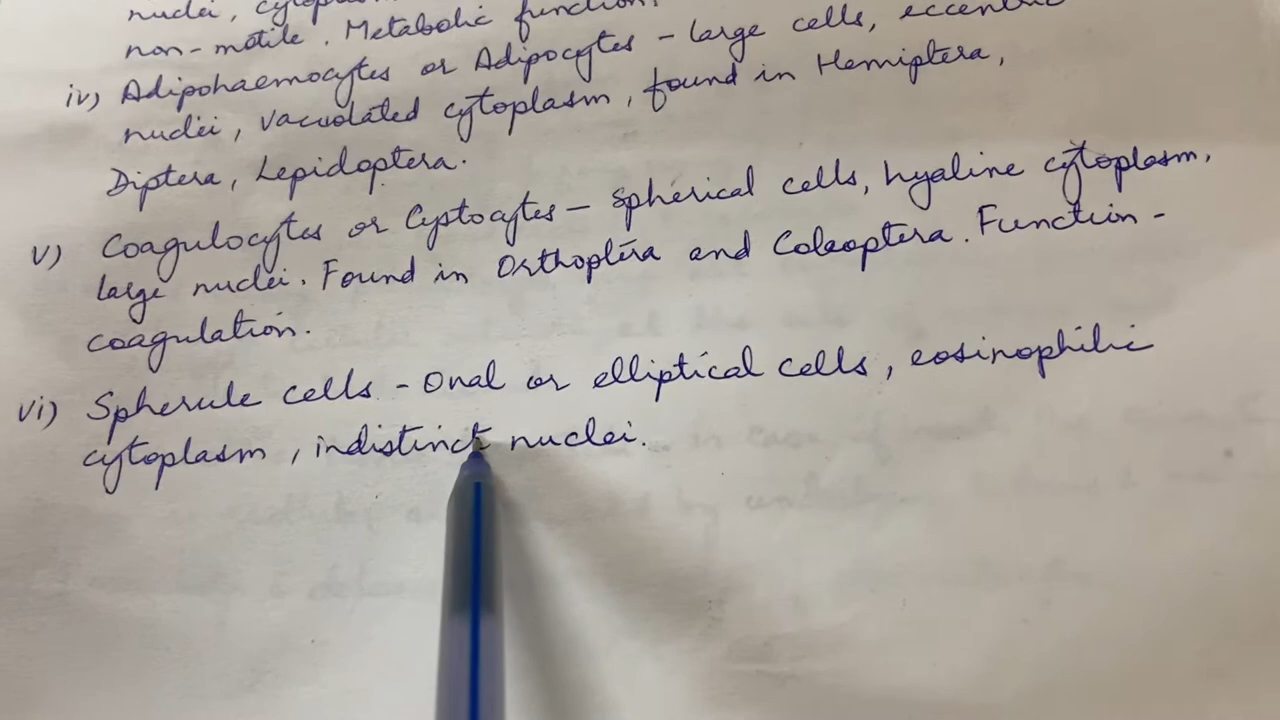 nuclei,
non-motile. Metabolic function.
iv) Adipohaemocytes or Adipocytes - large cells,
nuclei, vacuolated cytoplasm, found in Hemiptera,
Diptera, Lepidoptera.
v) Coagulocytes or Cystocytes - Spherical cells, hyaline cytoplasm,
large nuclei. Found in Orthoptera and Coleoptera. Function -
coagulation.
vi) Spherule cells - Oval or elliptical cells, eosinophilic
cytoplasm, indistinct nuclei.